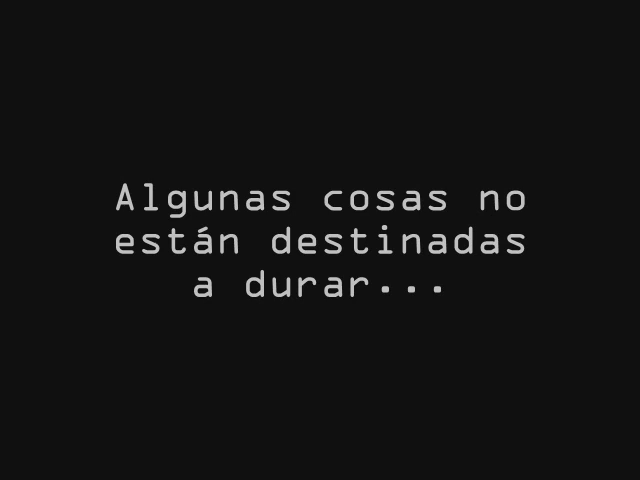 Algunas cosas no
están destinadas
a durar...